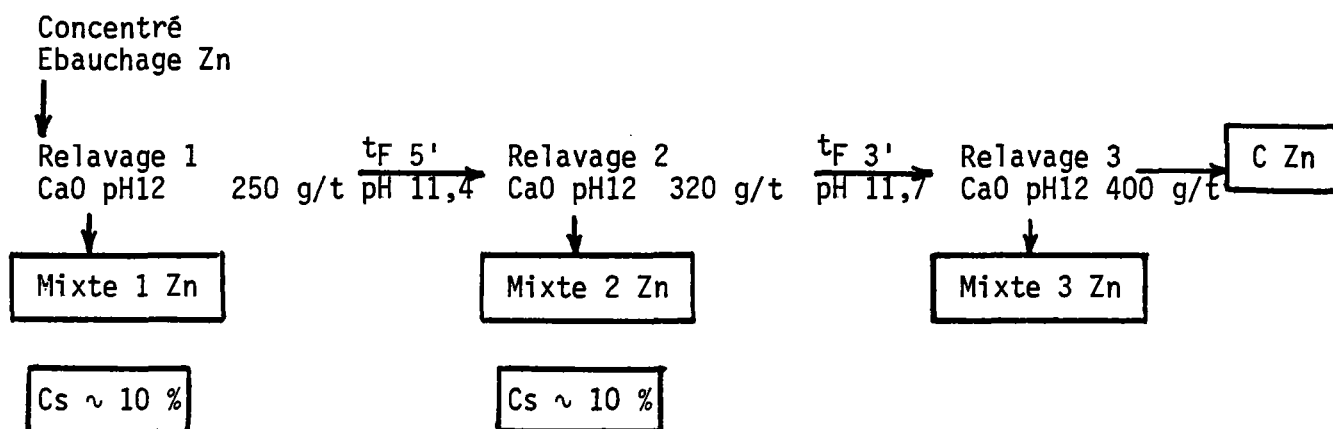 Concentré
Ebauchage Zn
Relavage 1 tF 5' Relavage 2 tF 3' Relavage 3 C Zn
CaO pH12 250 g/t pH 11,4 CaO pH12 320 g/t pH 11,7 CaO pH12 400 g/t
Mixte 1 Zn Mixte 2 Zn Mixte 3 Zn
Cs ~ 10 % Cs ~ 10 %